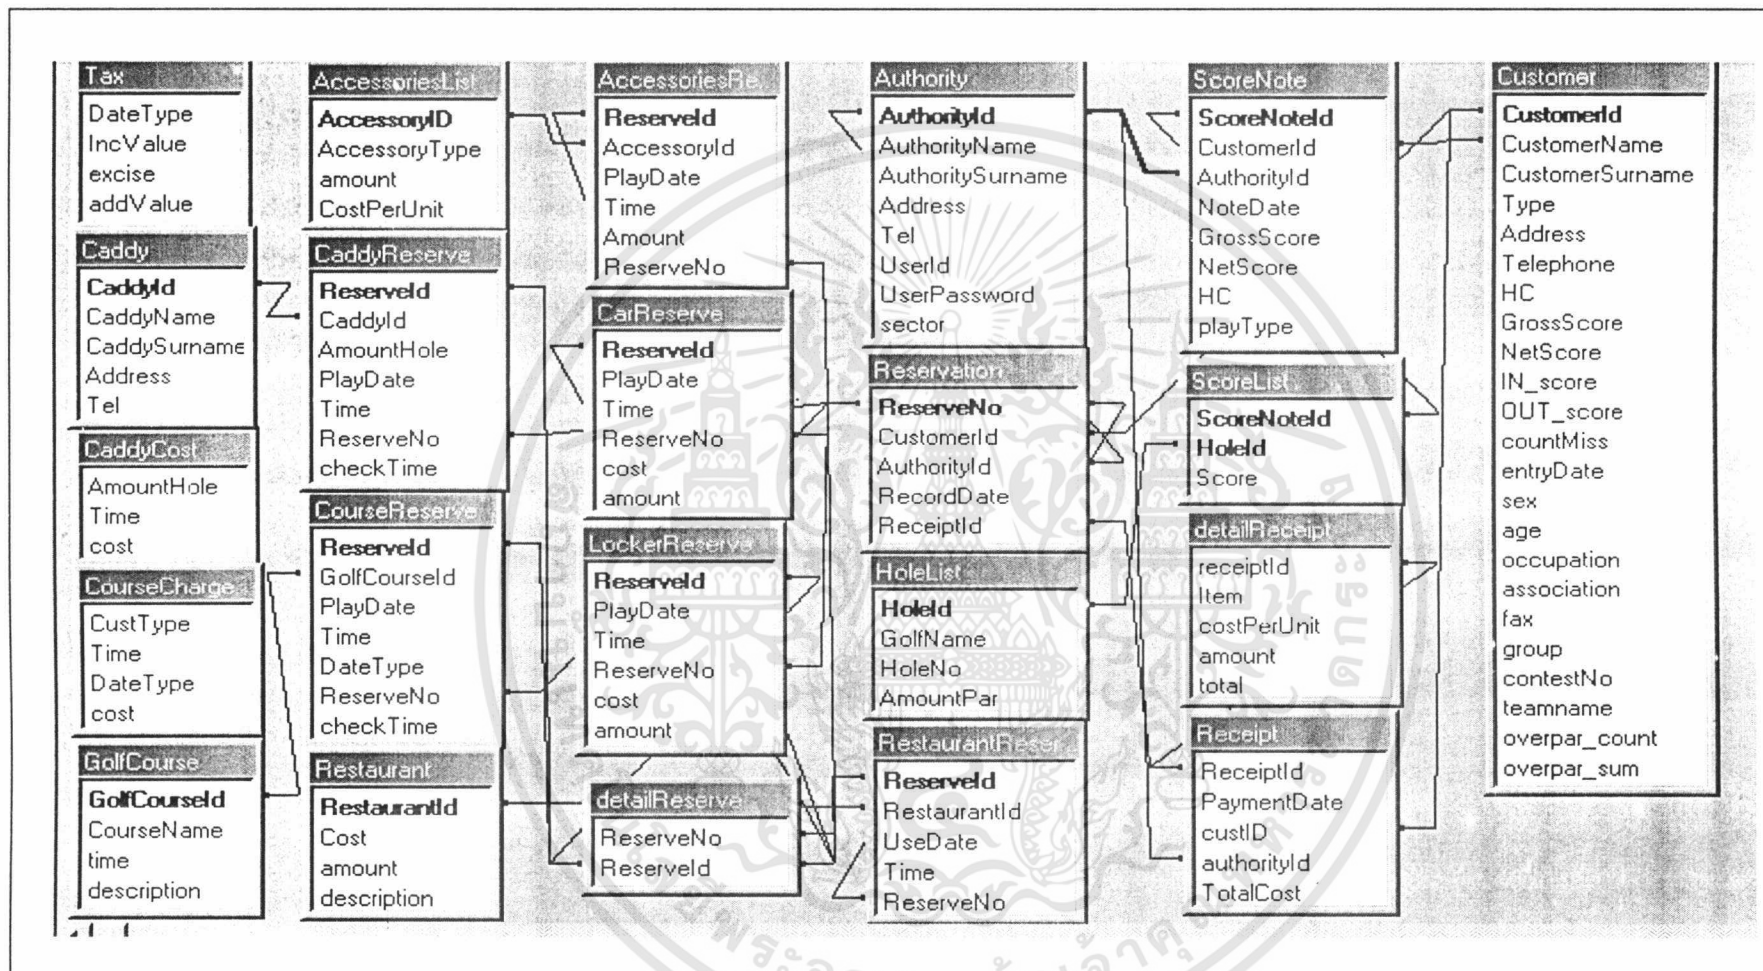 Tax
DateType
IncValue
excise
addValue
Caddy
CaddyId
CaddyName
CaddySurname
Address
Tel
CaddyCost
AmountHole
Time
cost
CourseCharge
CustType
Time
DateType
cost
GolfCourse
GolfCourseId
CourseName
time
description
AccessoriesList
AccessoryID
AccessoryType
amount
CostPerUnit
CaddyReserve
ReserveId
CaddyId
AmountHole
PlayDate
Time
ReserveNo
checkTime
CourseReserve
ReserveId
GolfCourseId
PlayDate
Time
DateType
ReserveNo
checkTime
Restaurant
RestaurantId
Cost
amount
description
AccessoriesRe
ReserveId
AccessoryId
PlayDate
Time
Amount
ReserveNo
CarReserve
ReserveId
PlayDate
Time
ReserveNo
cost
amount
LockerReserve
ReserveId
PlayDate
Time
ReserveNo
cost
amount
detailReserve
ReserveNo
ReserveId
Authority
AuthorityId
AuthorityName
AuthoritySurname
Address
Tel
UserId
UserPassword
sector
Reservation
ReserveNo
CustomerId
AuthorityId
RecordDate
ReceiptId
HoleList
HoleId
GolfName
HoleNo
AmountPar
RestaurantReser
ReserveId
RestaurantId
UseDate
Time
ReserveNo
ScoreNote
ScoreNoteId
CustomerId
AuthorityId
NoteDate
GrossScore
NetScore
HC
playType
ScoreList
ScoreNoteId
HoleId
Score
detailReceipt
receiptId
Item
costPerUnit
amount
total
Receipt
ReceiptId
PaymentDate
custID
authorityId
TotalCost
Customer
CustomerId
CustomerName
CustomerSurname
Type
Address
Telephone
HC
GrossScore
NetScore
IN_score
OUT_score
countMiss
entryDate
sex
age
occupation
association
fax
group
contestNo
teamname
overpar_count
overpar_sum